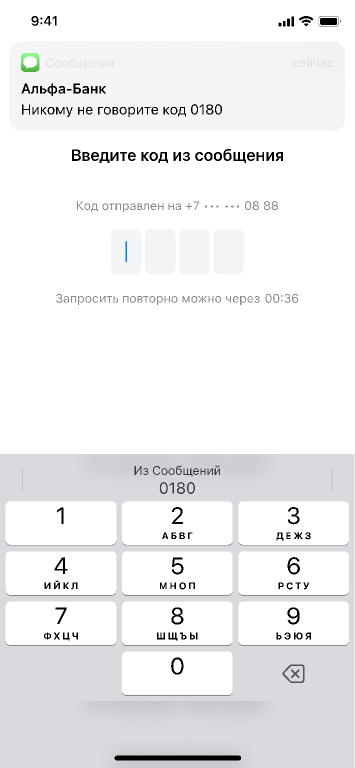 9:41
Сообщения сейчас
Альфа-Банк
Никому не говорите код 0180
Введите код из сообщения
Код отправлен на +7 ··· ··· 08 88
Запросить повторно можно через 00:36
Из Сообщений
0180
1 2 3
АБВГ ДЕЖЗ
4 5 6
ИЙКЛ МНОП РСТУ
7 8 9
ФХЦЧ ШЩЪЫ ЬЭЮЯ
0